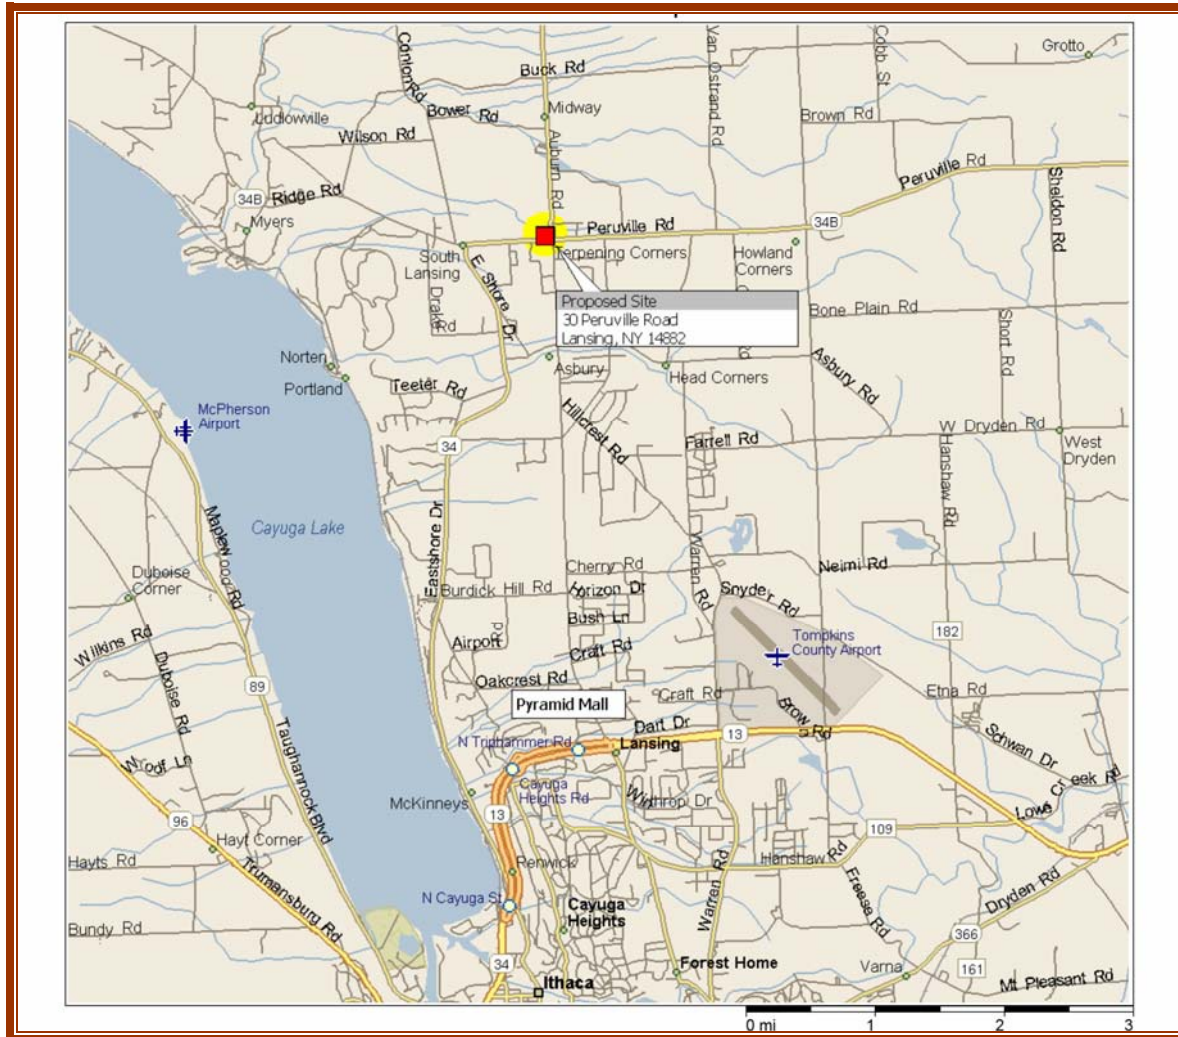 Grotto
Conlon Rd
Van Ostrand Rd
Cobb St
Buck Rd
Ludlowville
Bower Rd
Midway
Brown Rd
Wilson Rd
Auburn Rd
Peruville Rd
Sheldon Rd
Ridge Rd
34B
Myers
Peruville Rd
34B
South
Lansing
Terpening Corners
Howland
Corners
E Shore Dr
Drake
Rd
Proposed Site
30 Peruville Road
Lansing, NY 14882
Rd
Bone Plain Rd
Short Rd
Norten
Portland
Asbury
Head Corners
Asbury Rd
Teeter Rd
McPherson
Airport
Hillcrest Rd
34
Farrell Rd
W Dryden Rd
West
Dryden
Hanshaw Rd
Cayuga Lake
Maplewood Rd
Eastshore Dr
Warren Rd
Duboise
Corner
Cherry Rd
Neimi Rd
Burdick Hill Rd
Horizon Dr
Snyder Rd
Bush Ln
Wilkins Rd
Airport
Rd
Craft Rd
Tompkins
County Airport
182
Duboise Rd
89
Oakcrest Rd
Craft Rd
Etna Rd
Pyramid Mall
Dart Dr
Brow Rd
13
Schwan Dr
N Triphammer Rd
Lansing
Taughannock Blvd
Woolf Ln
Cayuga
Heights Rd
McKinneys
Winthrop Dr
Lowe Creek Rd
96
13
109
Hayt Corner
Hayts Rd
Renwick
Hanshaw Rd
Trumansburg Rd
N Cayuga St
Warren Rd
Freese Rd
Dryden Rd
Bundy Rd
Cayuga
Heights
366
34
Forest Home
Varna
161
Ithaca
Mt Pleasant Rd
0 mi
1
2
3